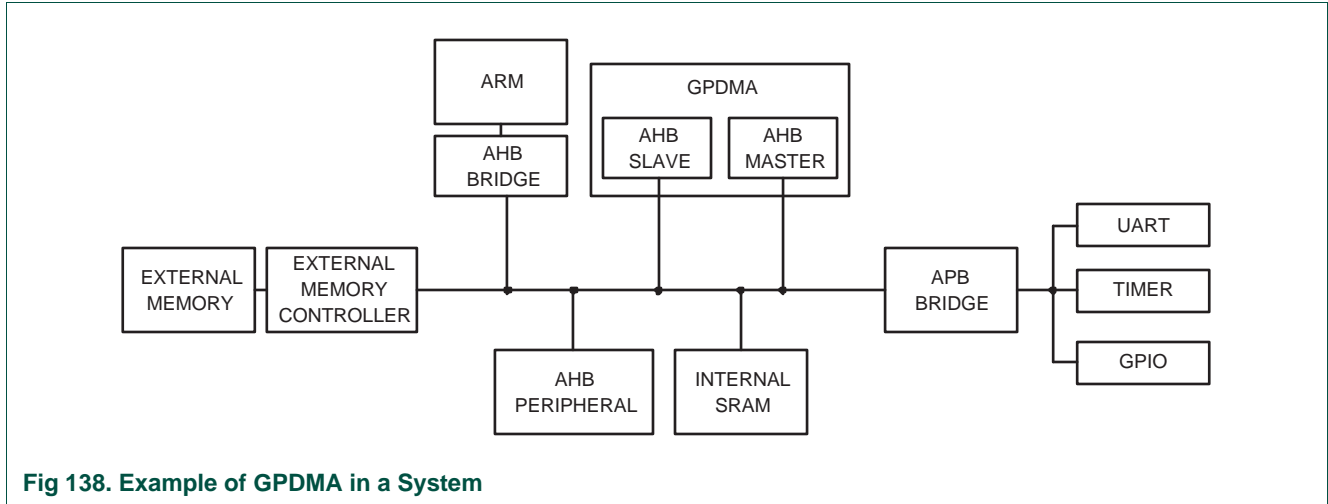 ARM
AHB
BRIDGE
GPDMA
AHB
SLAVE
AHB
MASTER
EXTERNAL
MEMORY
EXTERNAL
MEMORY
CONTROLLER
APB
BRIDGE
UART
TIMER
GPIO
AHB
PERIPHERAL
INTERNAL
SRAM
Fig 138. Example of GPDMA in a System